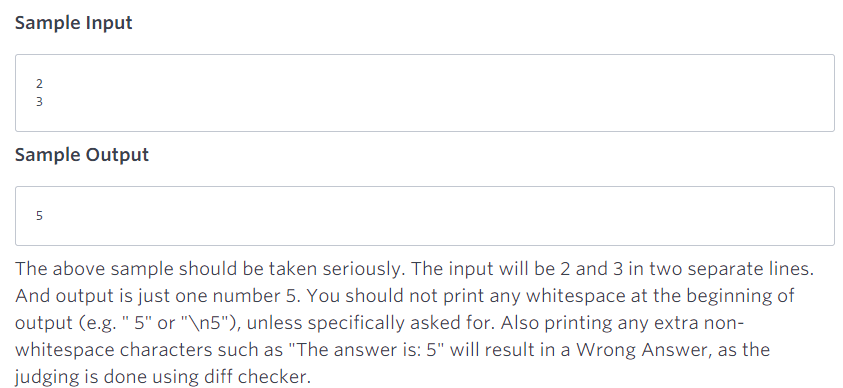 Sample Input
2
3
Sample Output
5
The above sample should be taken seriously. The input will be 2 and 3 in two separate lines.
And output is just one number 5. You should not print any whitespace at the beginning of
output (e.g. " 5" or "\n5"), unless specifically asked for. Also printing any extra non-
whitespace characters such as "The answer is: 5" will result in a Wrong Answer, as the
judging is done using diff checker.